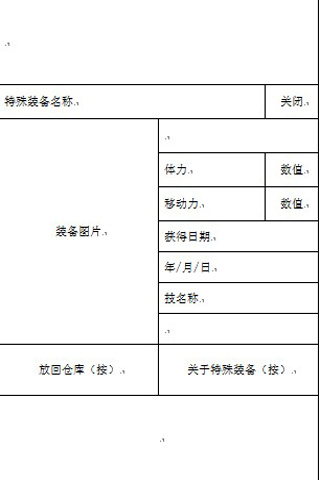 特殊装备名称
关闭
体力
数值
移动力
数值
装备图片
获得日期
年/月/日
技名称
放回仓库（按）
关于特殊装备（按）